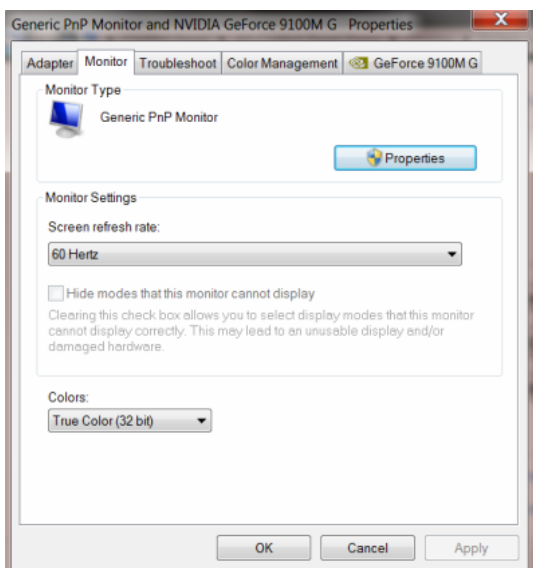 Generic PnP Monitor and NVIDIA GeForce 9100M G Properties
Adapter Monitor Troubleshoot Color Management GeForce 9100M G
Monitor Type
Generic PnP Monitor
Properties
Monitor Settings
Screen refresh rate:
60 Hertz
Hide modes that this monitor cannot display
Clearing this check box allows you to select display modes that this monitor
cannot display correctly. This may lead to an unusable display and/or
damaged hardware.
Colors:
True Color (32 bit)
OK Cancel Apply